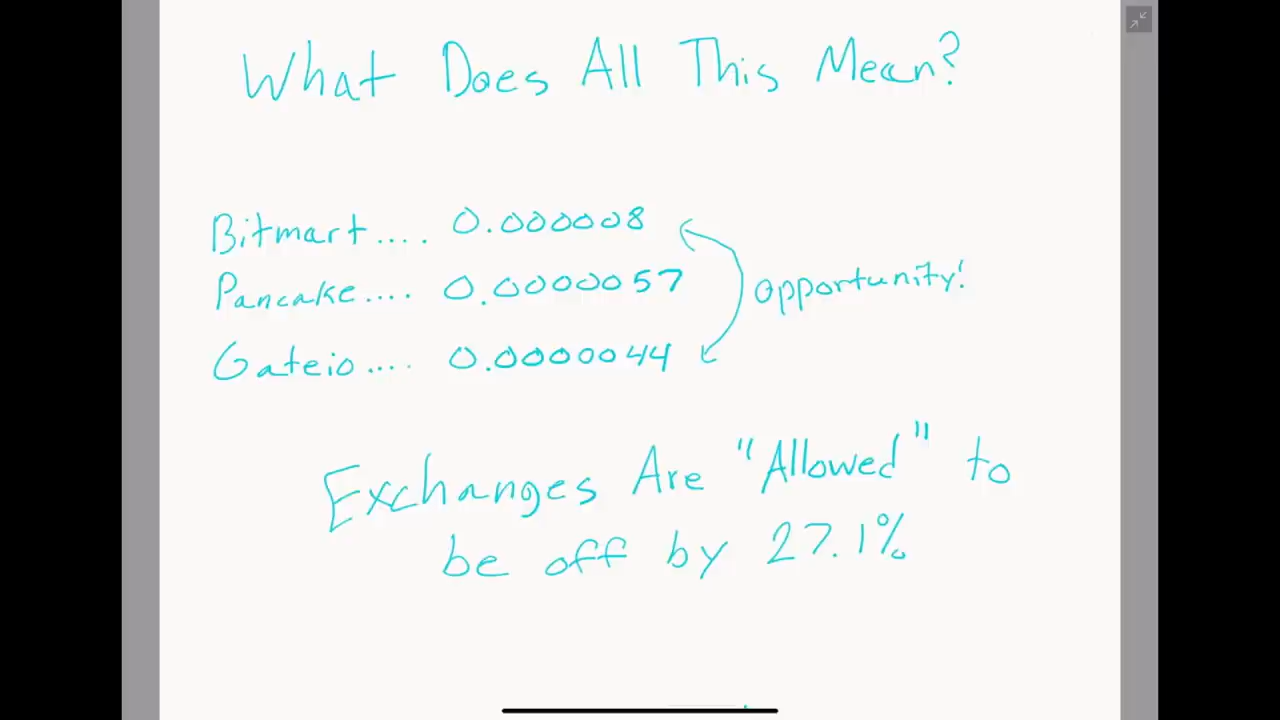 What Does All This Mean?
Bitmart.... 0.000008
Pancake.... 0.0000057
opportunity!
Gateio.... 0.0000044
Exchanges Are "Allowed" to
be off by 27.1%